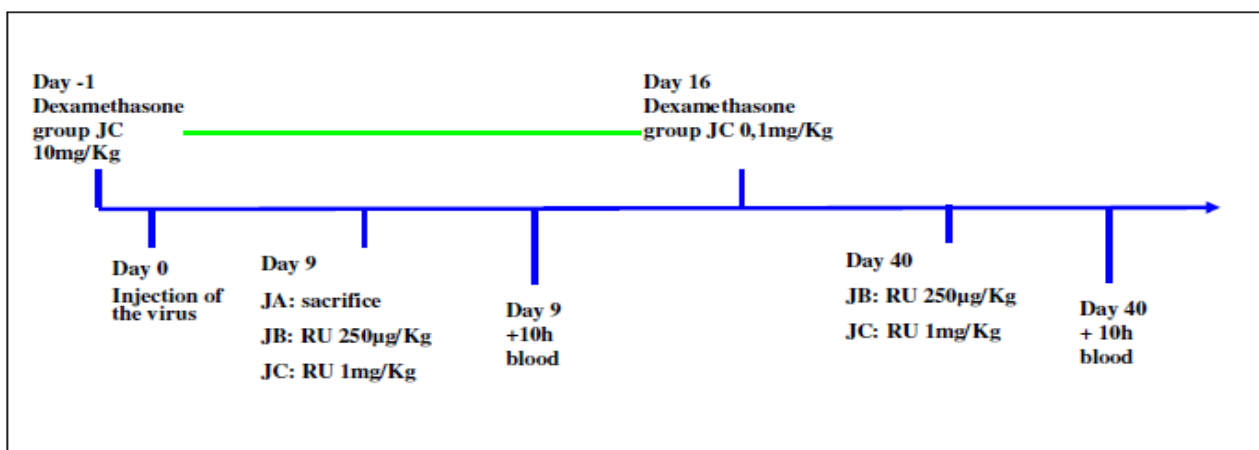 Day -1
Dexamethasone
group JC
10mg/Kg
Day 16
Dexamethasone
group JC 0,1mg/Kg
Day 0
Injection of
the virus
Day 9
JA: sacrifice
JB: RU 250µg/Kg
JC: RU 1mg/Kg
Day 9
+10h
blood
Day 40
JB: RU 250µg/Kg
JC: RU 1mg/Kg
Day 40
+ 10h
blood